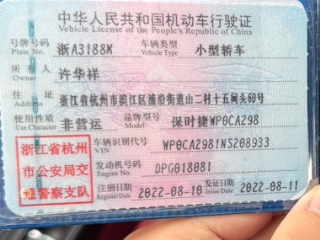 中华人民共和国机动车行驶证
Vehicle License of the People's Republic of China
号牌号码 浙A3188W 车辆类型 小型轿车
Plate No. Vehicle Type
所有人 许华祥
Owner
住址 浙江省杭州市滨江区浦沿街道山二村十五间头60号
Address
使用性质 非营运 品牌型号 保时捷WP0CA298
Use Character Model
浙江省杭州
市公安局交
通警察支队
车辆识别代号 WP0CA2981NS208933
VIN
发动机号码 DPG018081
Engine No.
注册日期 2022-08-10 发证日期 2022-08-11
Register Date Issue Date